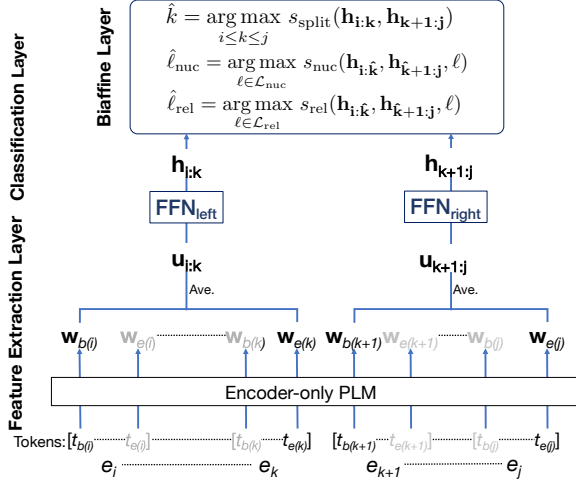 Feature Extraction Layer Classification Layer
Biaffine Layer
k̂ = arg max s_split(h_i:k, h_k+1:j)
i≤k≤j
ℓ̂_nuc = arg max s_nuc(h_i:k̂, h_k̂+1:j, ℓ)
ℓ∈ℒ_nuc
ℓ̂_rel = arg max s_rel(h_i:k̂, h_k̂+1:j, ℓ)
ℓ∈ℒ_rel
h_i:k h_k+1:j
FFN_left FFN_right
u_i:k u_k+1:j
Ave. Ave.
w_b(i) w_e(i) w_b(k) w_e(k) w_b(k+1) w_e(k+1) w_b(j) w_e(j)
Encoder-only PLM
Tokens:[t_b(i) t_e(i)] [t_b(k) t_e(k)] [t_b(k+1) t_e(k+1)] [t_b(j) t_e(j)]
e_i e_k e_k+1 e_j